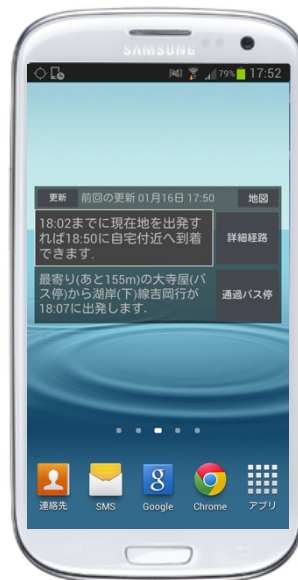 SAMSUNG
79% 17:52
更新 前回の更新 01月16日 17:50 地図
18:02までに現在地を出発す
れば18:50に自宅付近へ到着
できます.
詳細経路
最寄り(あと155m)の大寺屋(バ
ス停)から湖岸(下)線吉岡行が
18:07に出発します.
通過バス停
連絡先 SMS Google Chrome アプリ